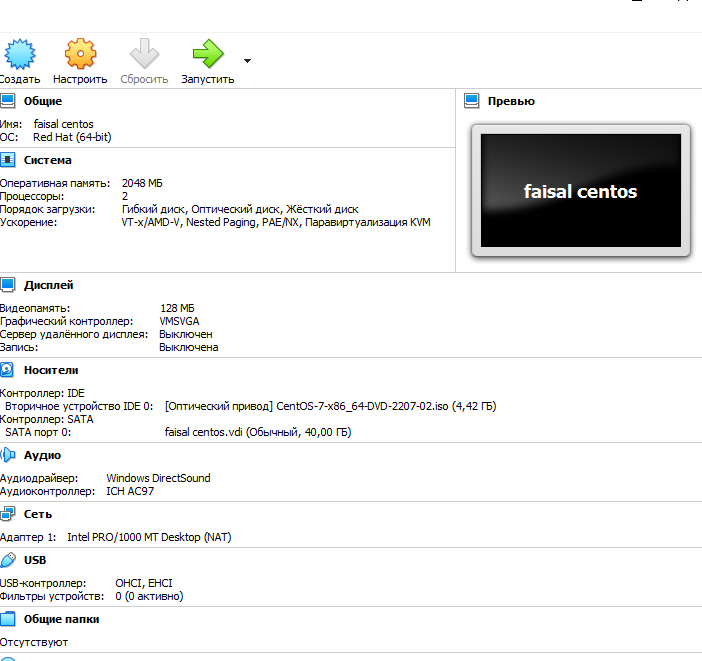 Создать Настроить Сбросить Запустить
Общие
Имя: faisal centos
ОС: Red Hat (64-bit)
Система
Оперативная память: 2048 МБ
Процессоры: 2
Порядок загрузки: Гибкий диск, Оптический диск, Жёсткий диск
Ускорение: VT-x/AMD-V, Nested Paging, PAE/NX, Паравиртуализация KVM
Превью
faisal centos
Дисплей
Видеопамять: 128 МБ
Графический контроллер: VMSVGA
Сервер удалённого дисплея: Выключен
Запись: Выключена
Носители
Контроллер: IDE
Вторичное устройство IDE 0: [Оптический привод] CentOS-7-x86_64-DVD-2207-02.iso (4,42 ГБ)
Контроллер: SATA
SATA порт 0: faisal centos.vdi (Обычный, 40,00 ГБ)
Аудио
Аудиодрайвер: Windows DirectSound
Аудиоконтроллер: ICH AC97
Сеть
Адаптер 1: Intel PRO/1000 MT Desktop (NAT)
USB
USB-контроллер: OHCI, EHCI
Фильтры устройств: 0 (0 активно)
Общие папки
Отсутствуют